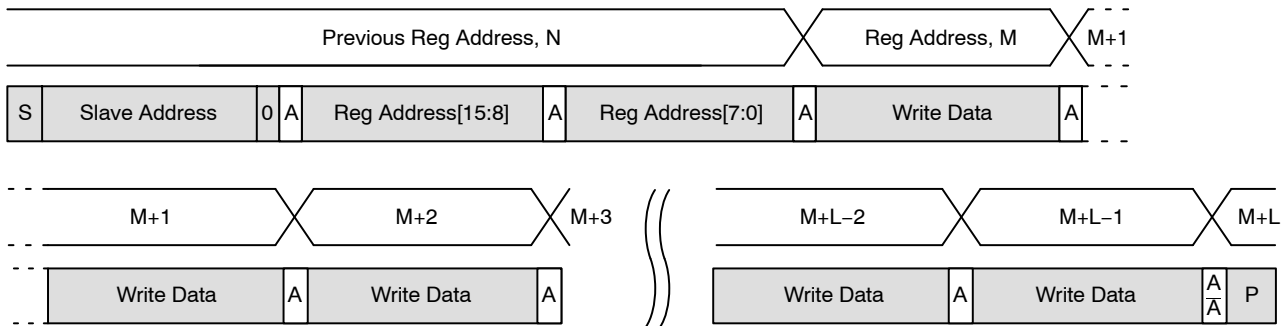 Previous Reg Address, N Reg Address, M M+1
S Slave Address 0 A Reg Address[15:8] A Reg Address[7:0] A Write Data A
M+1 M+2 M+3 M+L−2 M+L−1 M+L
Write Data A Write Data A Write Data A Write Data A P
A